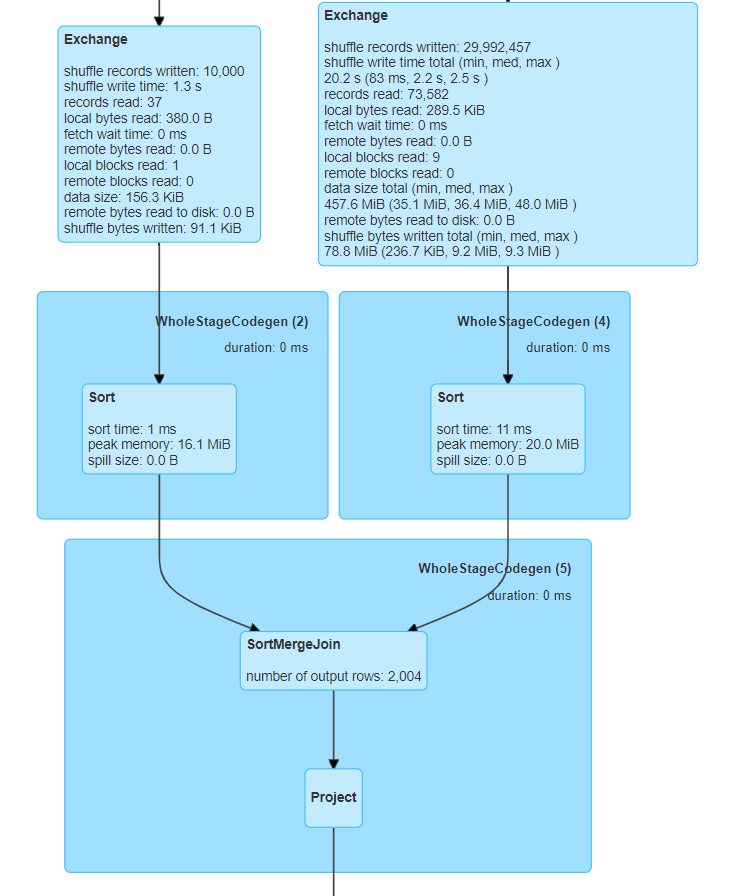 Exchange
shuffle records written: 10,000
shuffle write time: 1.3 s
records read: 37
local bytes read: 380.0 B
fetch wait time: 0 ms
remote bytes read: 0.0 B
local blocks read: 1
remote blocks read: 0
data size: 156.3 KiB
remote bytes read to disk: 0.0 B
shuffle bytes written: 91.1 KiB
Exchange
shuffle records written: 29,992,457
shuffle write time total (min, med, max )
20.2 s (83 ms, 2.2 s, 2.5 s )
records read: 73,582
local bytes read: 289.5 KiB
fetch wait time: 0 ms
remote bytes read: 0.0 B
local blocks read: 9
remote blocks read: 0
data size total (min, med, max )
457.6 MiB (35.1 MiB, 36.4 MiB, 48.0 MiB )
remote bytes read to disk: 0.0 B
shuffle bytes written total (min, med, max )
78.8 MiB (236.7 KiB, 9.2 MiB, 9.3 MiB )
WholeStageCodegen (2)
duration: 0 ms
Sort
sort time: 1 ms
peak memory: 16.1 MiB
spill size: 0.0 B
WholeStageCodegen (4)
duration: 0 ms
Sort
sort time: 11 ms
peak memory: 20.0 MiB
spill size: 0.0 B
WholeStageCodegen (5)
duration: 0 ms
SortMergeJoin
number of output rows: 2,004
Project